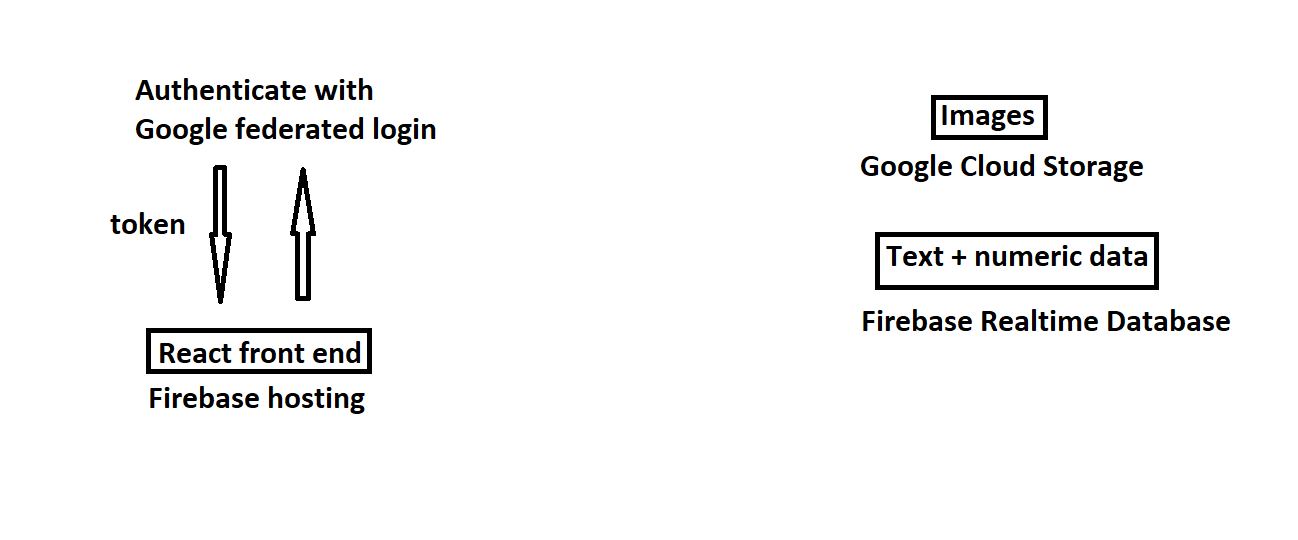 Authenticate with
Google federated login
token
React front end
Firebase hosting
Images
Google Cloud Storage
Text + numeric data
Firebase Realtime Database